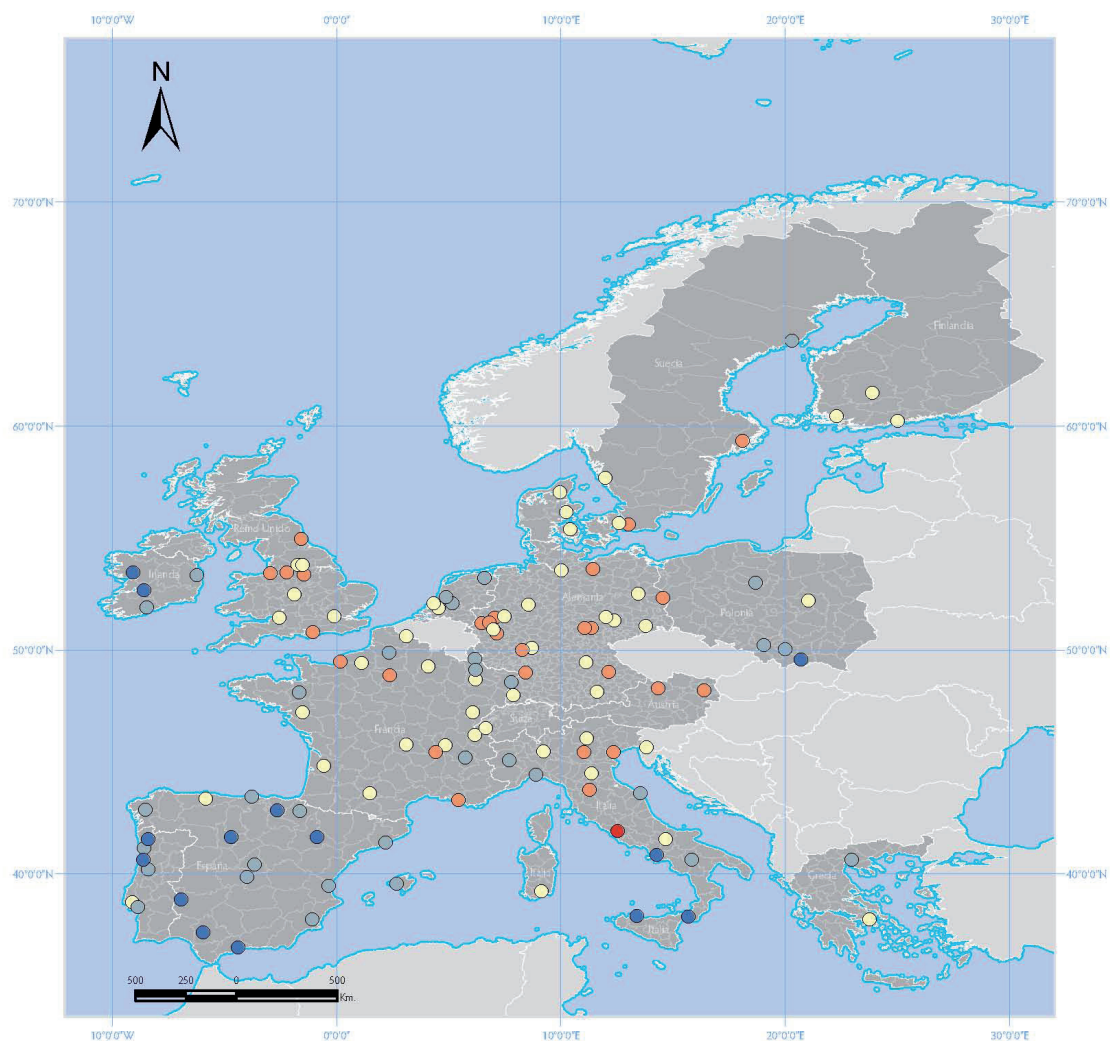 10°0'0"W 0°0'0"E 10°0'0"E 20°0'0"E 30°0'0"E
N
70°0'0"N 70°0'0"N
Finlandia
Suecia
60°0'0"N 60°0'0"N
Reino Unido
Irlanda
Alemania
Polonia
50°0'0"N 50°0'0"N
Austria
Francia
Suiza
Italia
España
Italia
Grecia
40°0'0"N 40°0'0"N
Italia
500 250 0 500
Km.
10°0'0"W 0°0'0"E 10°0'0"E 20°0'0"E 30°0'0"E